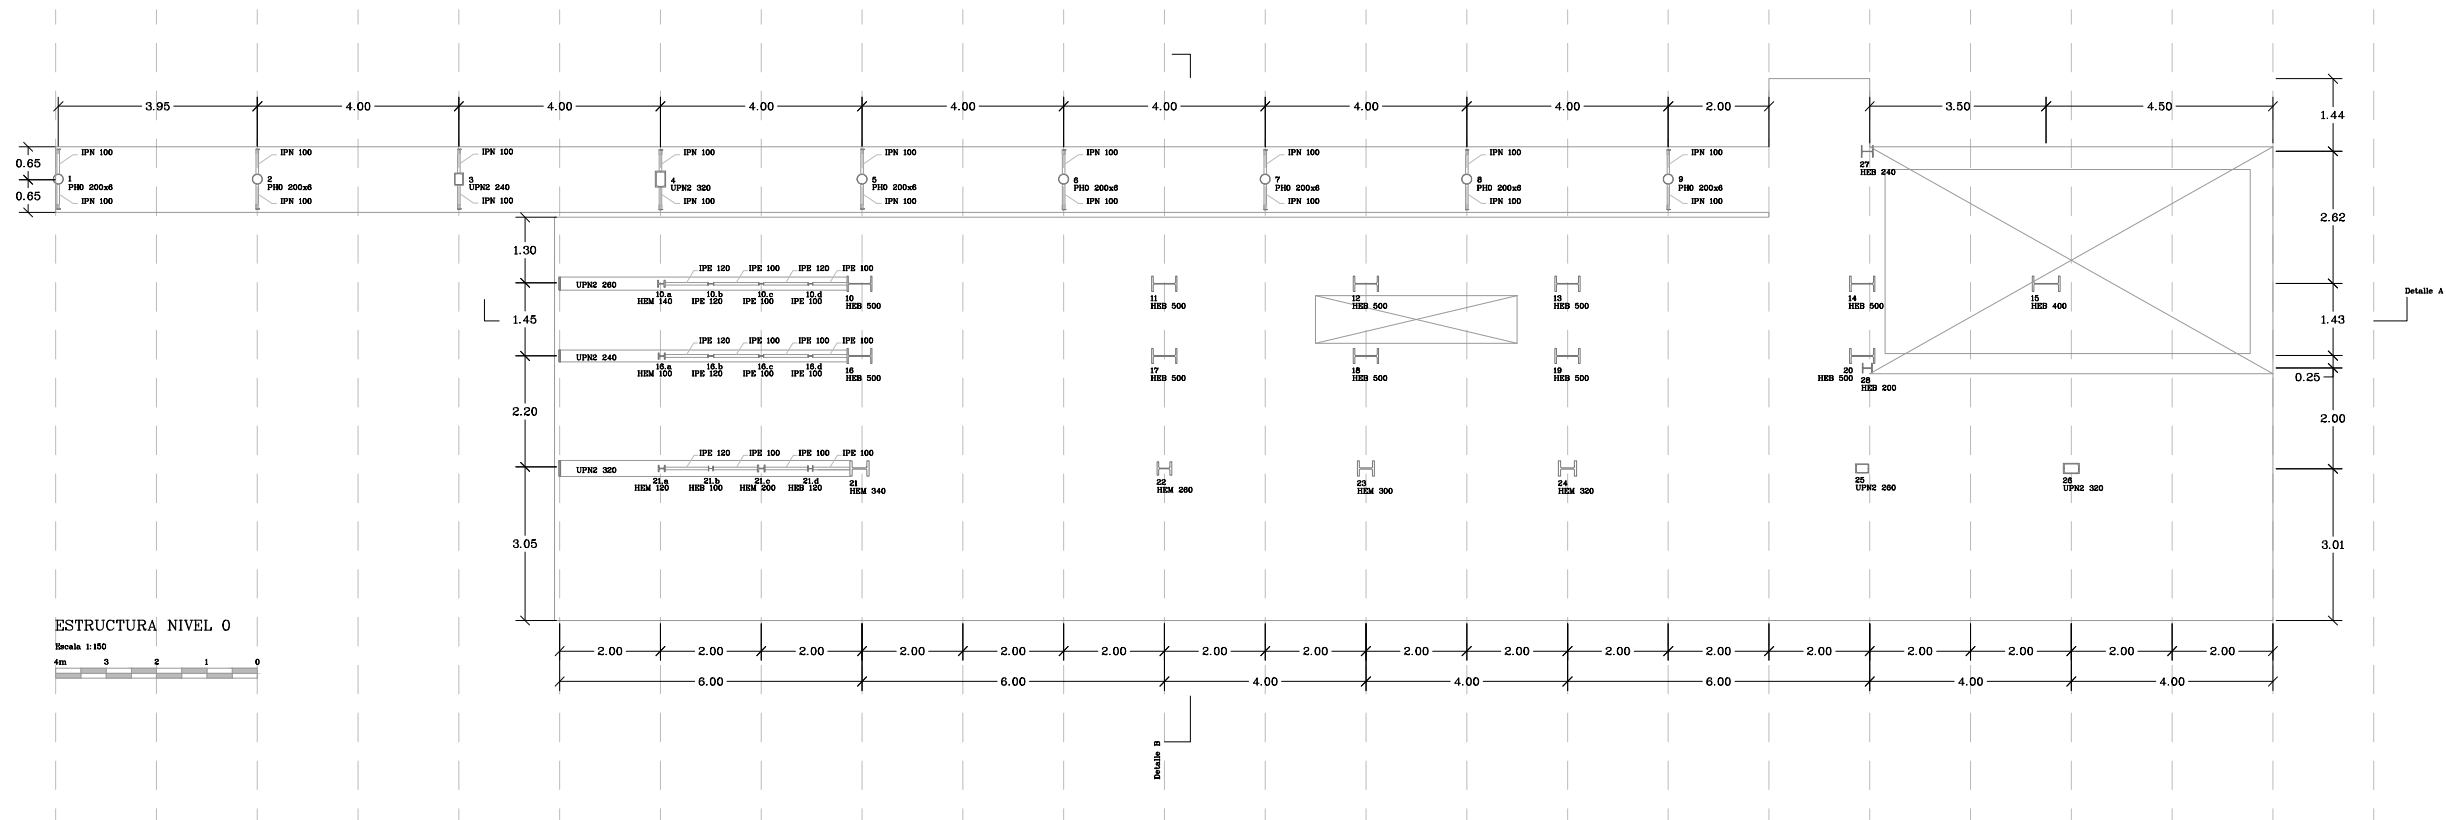 3.95 4.00 4.00 4.00 4.00 4.00 4.00 4.00 2.00 3.50 4.50
1.44
0.65
0.65
IPN 100 IPN 100 IPN 100 IPN 100 IPN 100 IPN 100 IPN 100 IPN 100 IPN 100
1 2 3 4 5 6 7 8 9
PHO 200x6 PHO 200x6 UPN2 240 UPN2 320 PHO 200x6 PHO 200x6 PHO 200x6 PHO 200x6 PHO 200x6
IPN 100 IPN 100 IPN 100 IPN 100 IPN 100 IPN 100 IPN 100 IPN 100 IPN 100
27
HEB 240
2.62
1.30
IPE 120 IPE 100 IPE 120 IPE 100
UPN2 260
10.a 10.b 10.c 10.d 10 11 12 13 14 15
HEM 140 IPE 120 IPE 100 IPE 100 HEB 500 HEB 500 HEB 500 HEB 500 HEB 500 HEB 400
Detalle A
1.45
1.43
IPE 120 IPE 100 IPE 100 IPE 100
UPN2 240
16.a 16.b 16.c 16.d 16 17 18 19 20
HEM 100 IPE 120 IPE 100 IPE 100 HEB 500 HEB 500 HEB 500 HEB 500 HEB 500
28
HEB 200
0.25
2.20
2.00
IPE 120 IPE 100 IPE 100 IPE 100
UPN2 320
21.a 21.b 21.c 21.d 21 22 23 24 25 26
HEM 120 HEB 100 HEM 200 HEB 120 HEM 340 HEM 260 HEM 300 HEM 320 UPN2 260 UPN2 320
3.05
3.01
ESTRUCTURA NIVEL 0
Escala 1:150
4m 3 2 1 0
2.00 2.00 2.00 2.00 2.00 2.00 2.00 2.00 2.00 2.00 2.00 2.00 2.00 2.00 2.00 2.00 2.00
6.00 6.00 4.00 4.00 6.00 4.00 4.00
Detalle B